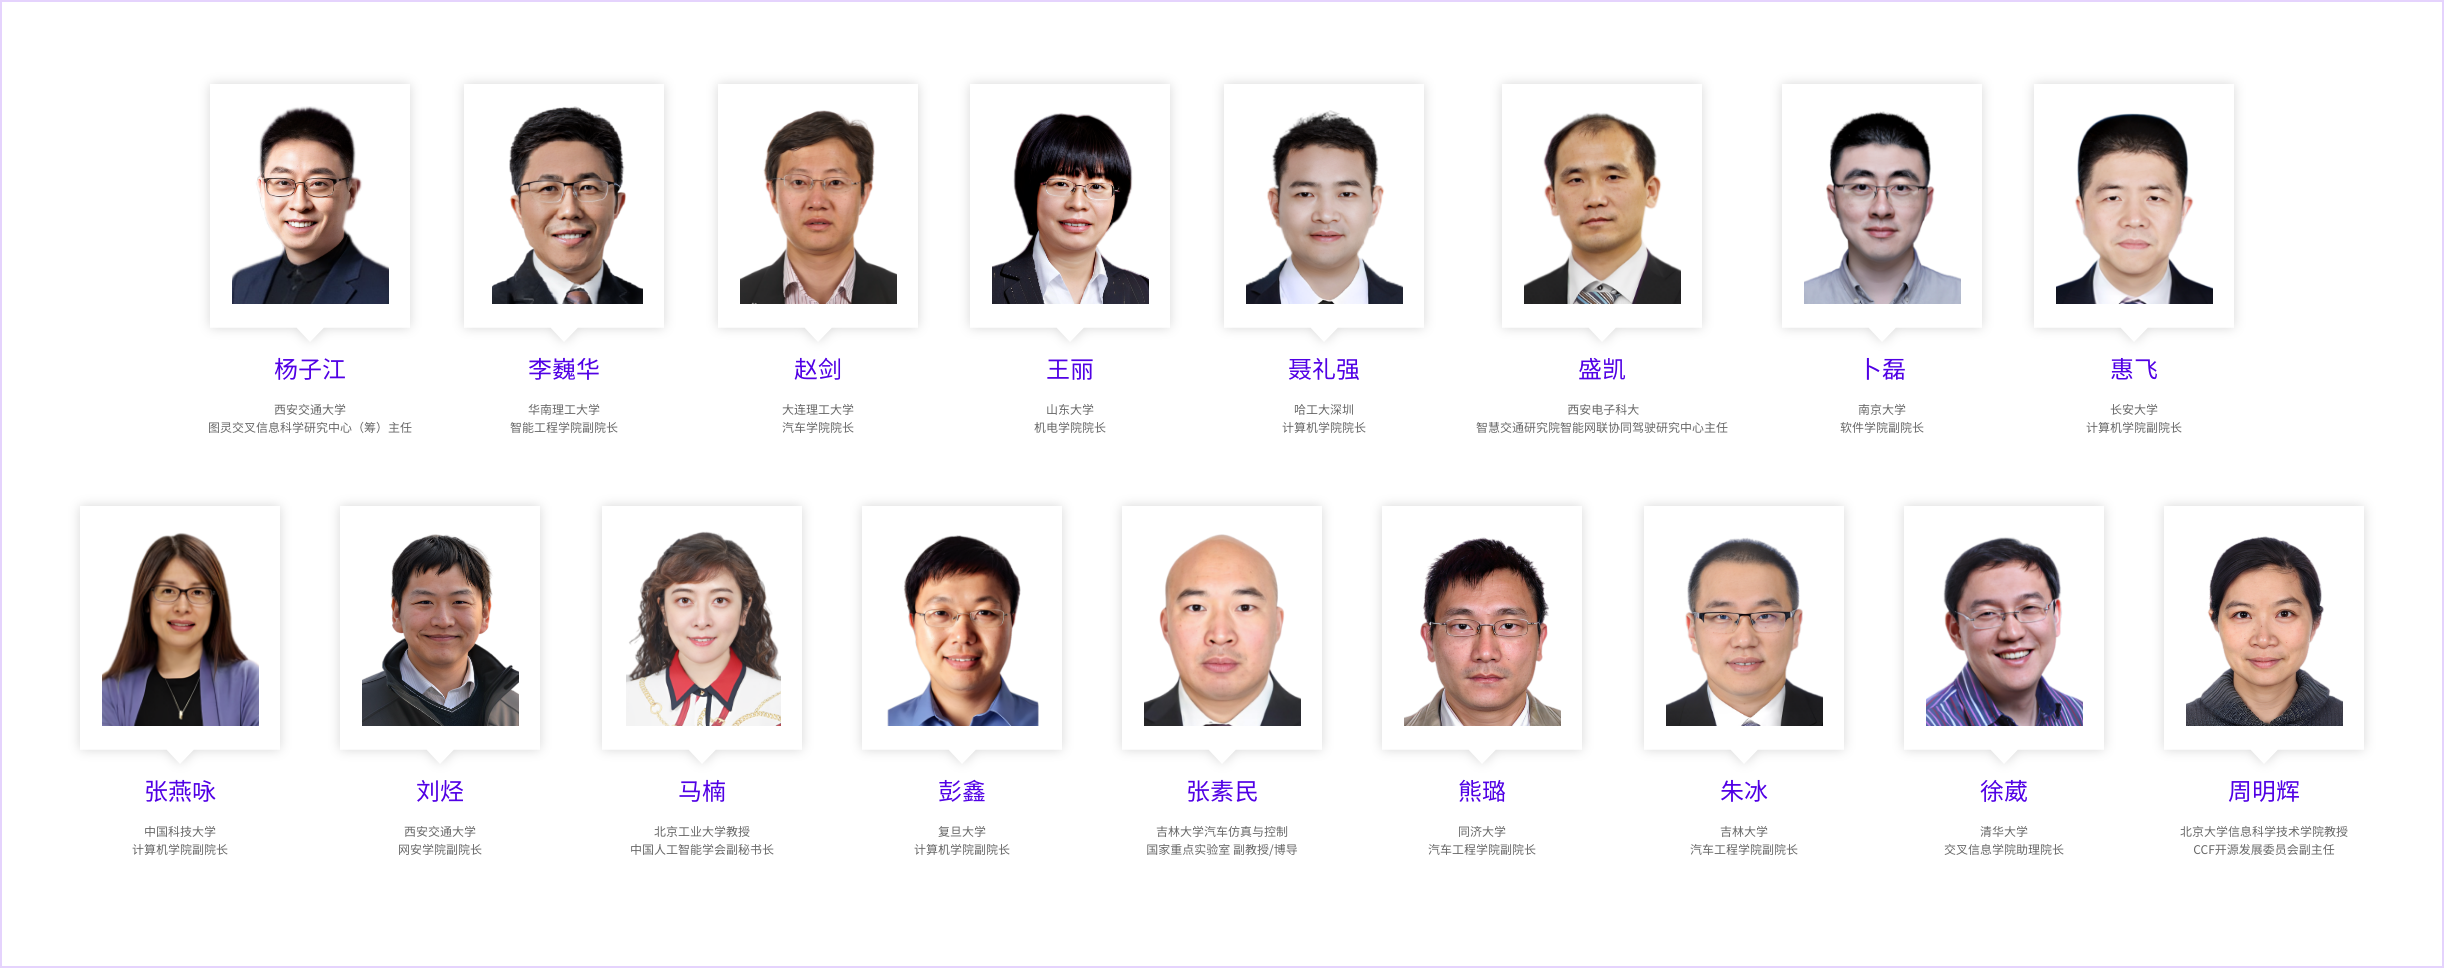 杨子江
西安交通大学
图灵交叉信息科学研究中心（筹）主任
李巍华
华南理工大学
智能工程学院副院长
赵剑
大连理工大学
汽车学院院长
王丽
山东大学
机电学院院长
聂礼强
哈工大深圳
计算机学院院长
盛凯
西安电子科大
智慧交通研究院智能网联协同驾驶研究中心主任
卜磊
南京大学
软件学院副院长
惠飞
长安大学
计算机学院副院长
张燕咏
中国科技大学
计算机学院副院长
刘烃
西安交通大学
网安学院副院长
马楠
北京工业大学教授
中国人工智能学会副秘书长
彭鑫
复旦大学
计算机学院副院长
张素民
吉林大学汽车仿真与控制
国家重点实验室 副教授/博导
熊璐
同济大学
汽车工程学院副院长
朱冰
吉林大学
汽车工程学院副院长
徐葳
清华大学
交叉信息学院助理院长
周明辉
北京大学信息科学技术学院教授
CCF开源发展委员会副主任